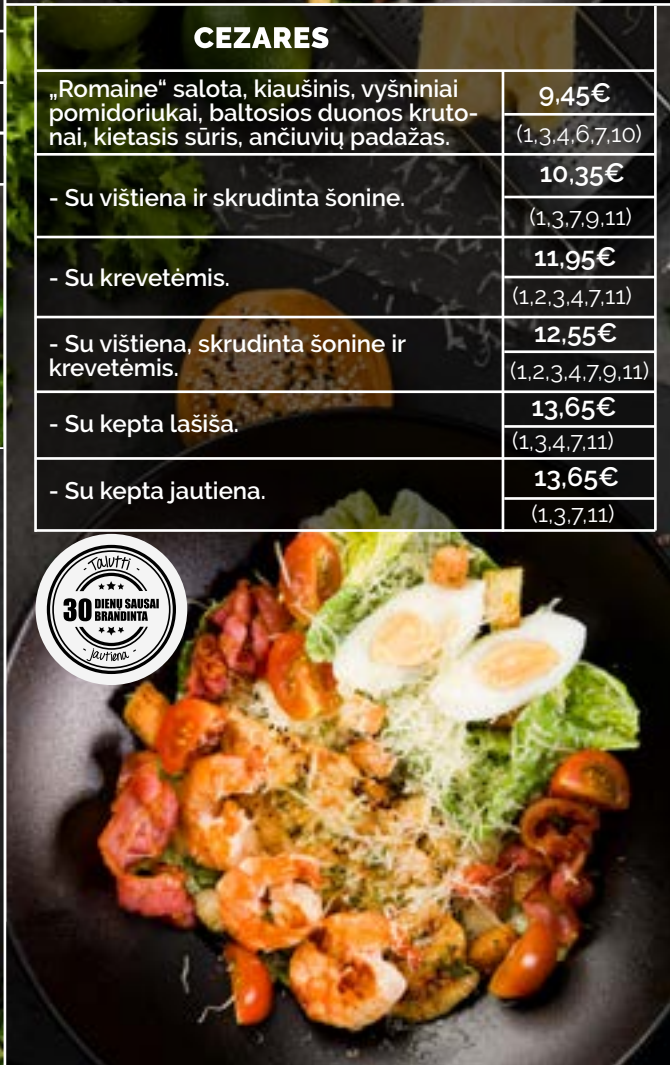 CEZARES
„Romaine“ salota, kiaušinis, vyšniniai
pomidoriukai, baltosios duonos kruto-
nai, kietasis sūris, ančiuvių padažas.
9,45€
(1,3,4,6,7,10)
- Su vištiena ir skrudinta šonine.
10,35€
(1,3,7,9,11)
- Su krevetėmis.
11,95€
(1,2,3,4,7,11)
- Su vištiena, skrudinta šonine ir
krevetėmis.
12,55€
(1,2,3,4,7,9,11)
- Su kepta lašiša.
13,65€
(1,3,4,7,11)
- Su kepta jautiena.
13,65€
(1,3,7,11)
- Talutti -
30 DIENŲ SAUSAI
BRANDINTA
- jautiena -